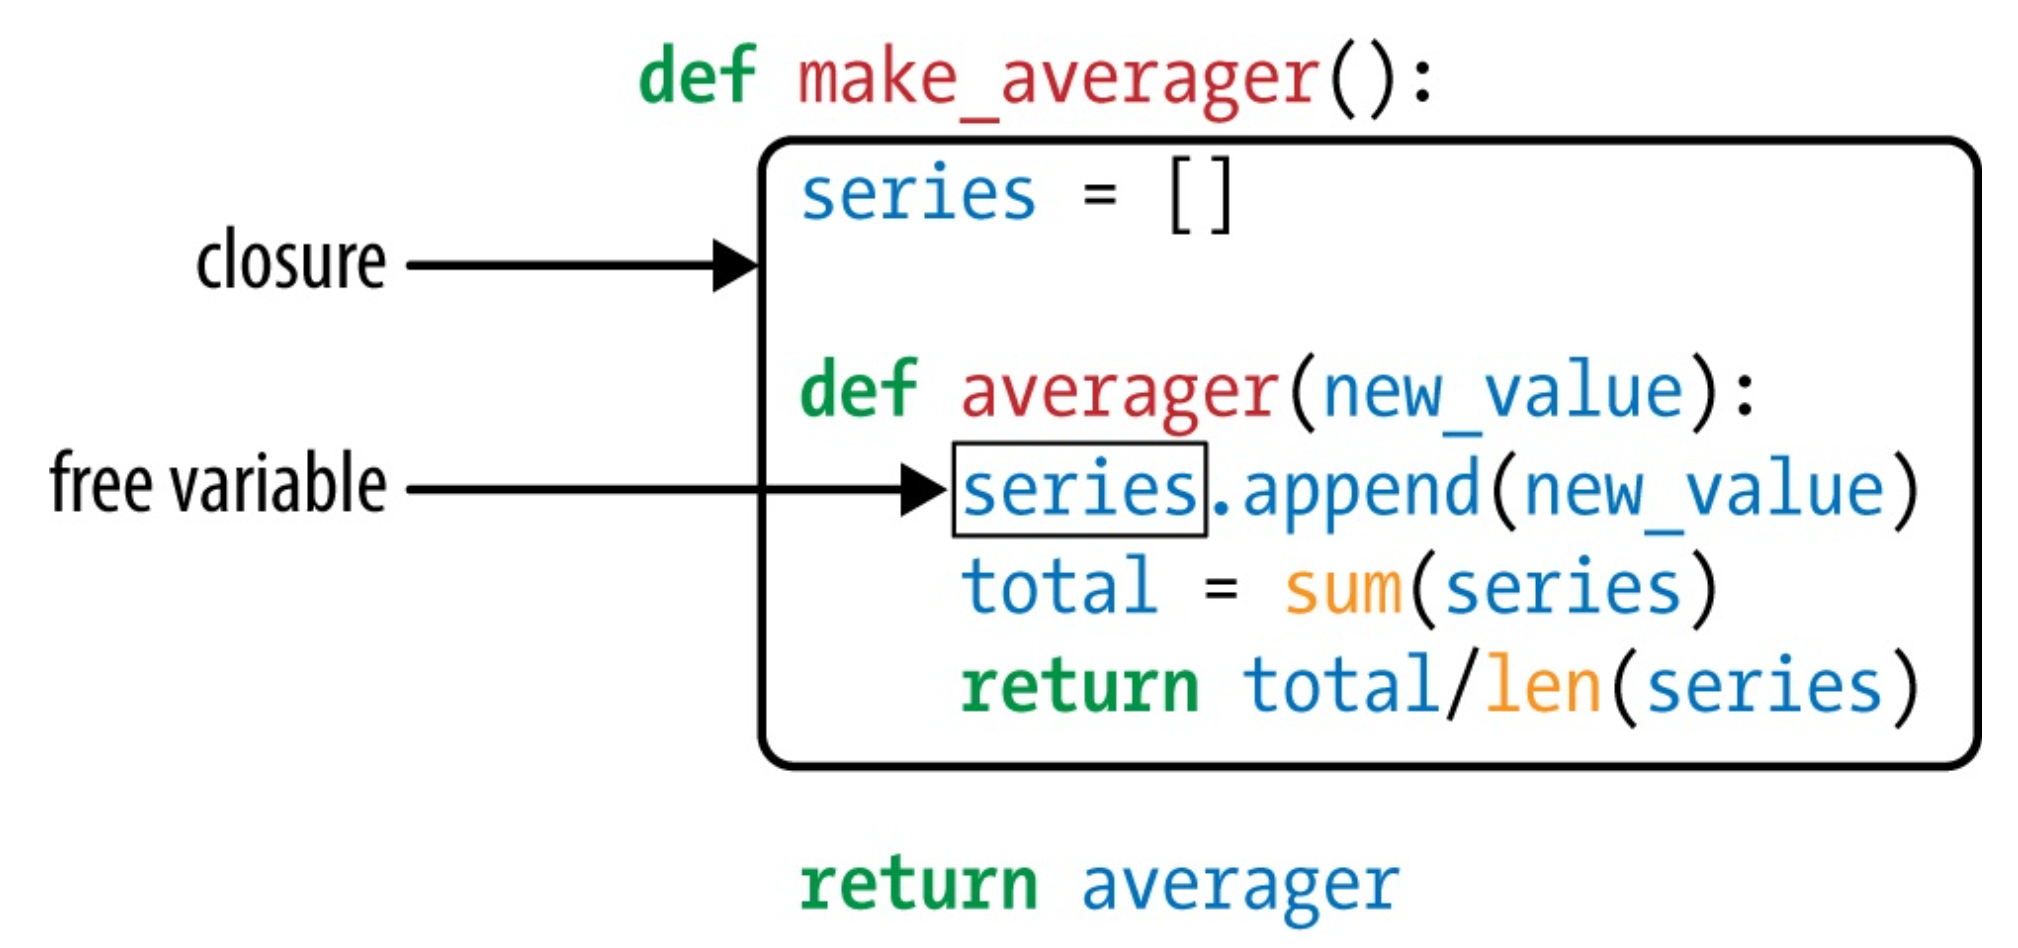 def make_averager():
series = []
closure
def averager(new_value):
free variable
series.append(new_value)
total = sum(series)
return total/len(series)
return averager